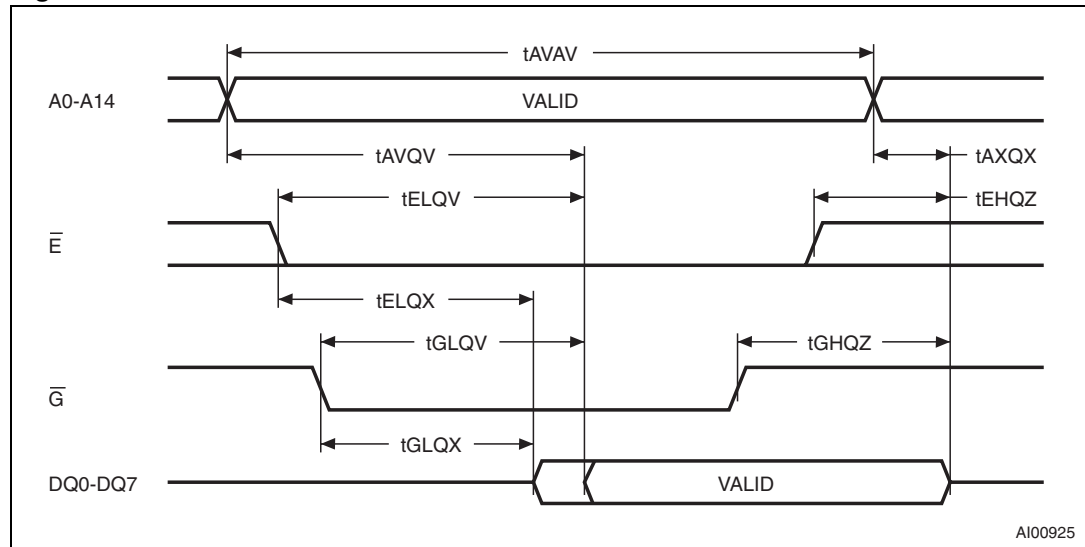 tAVAV
A0-A14
VALID
tAVQV
tAXQX
tELQV
tEHQZ
E
tELQX
tGLQV
tGHQZ
G
tGLQX
DQ0-DQ7
VALID
AI00925